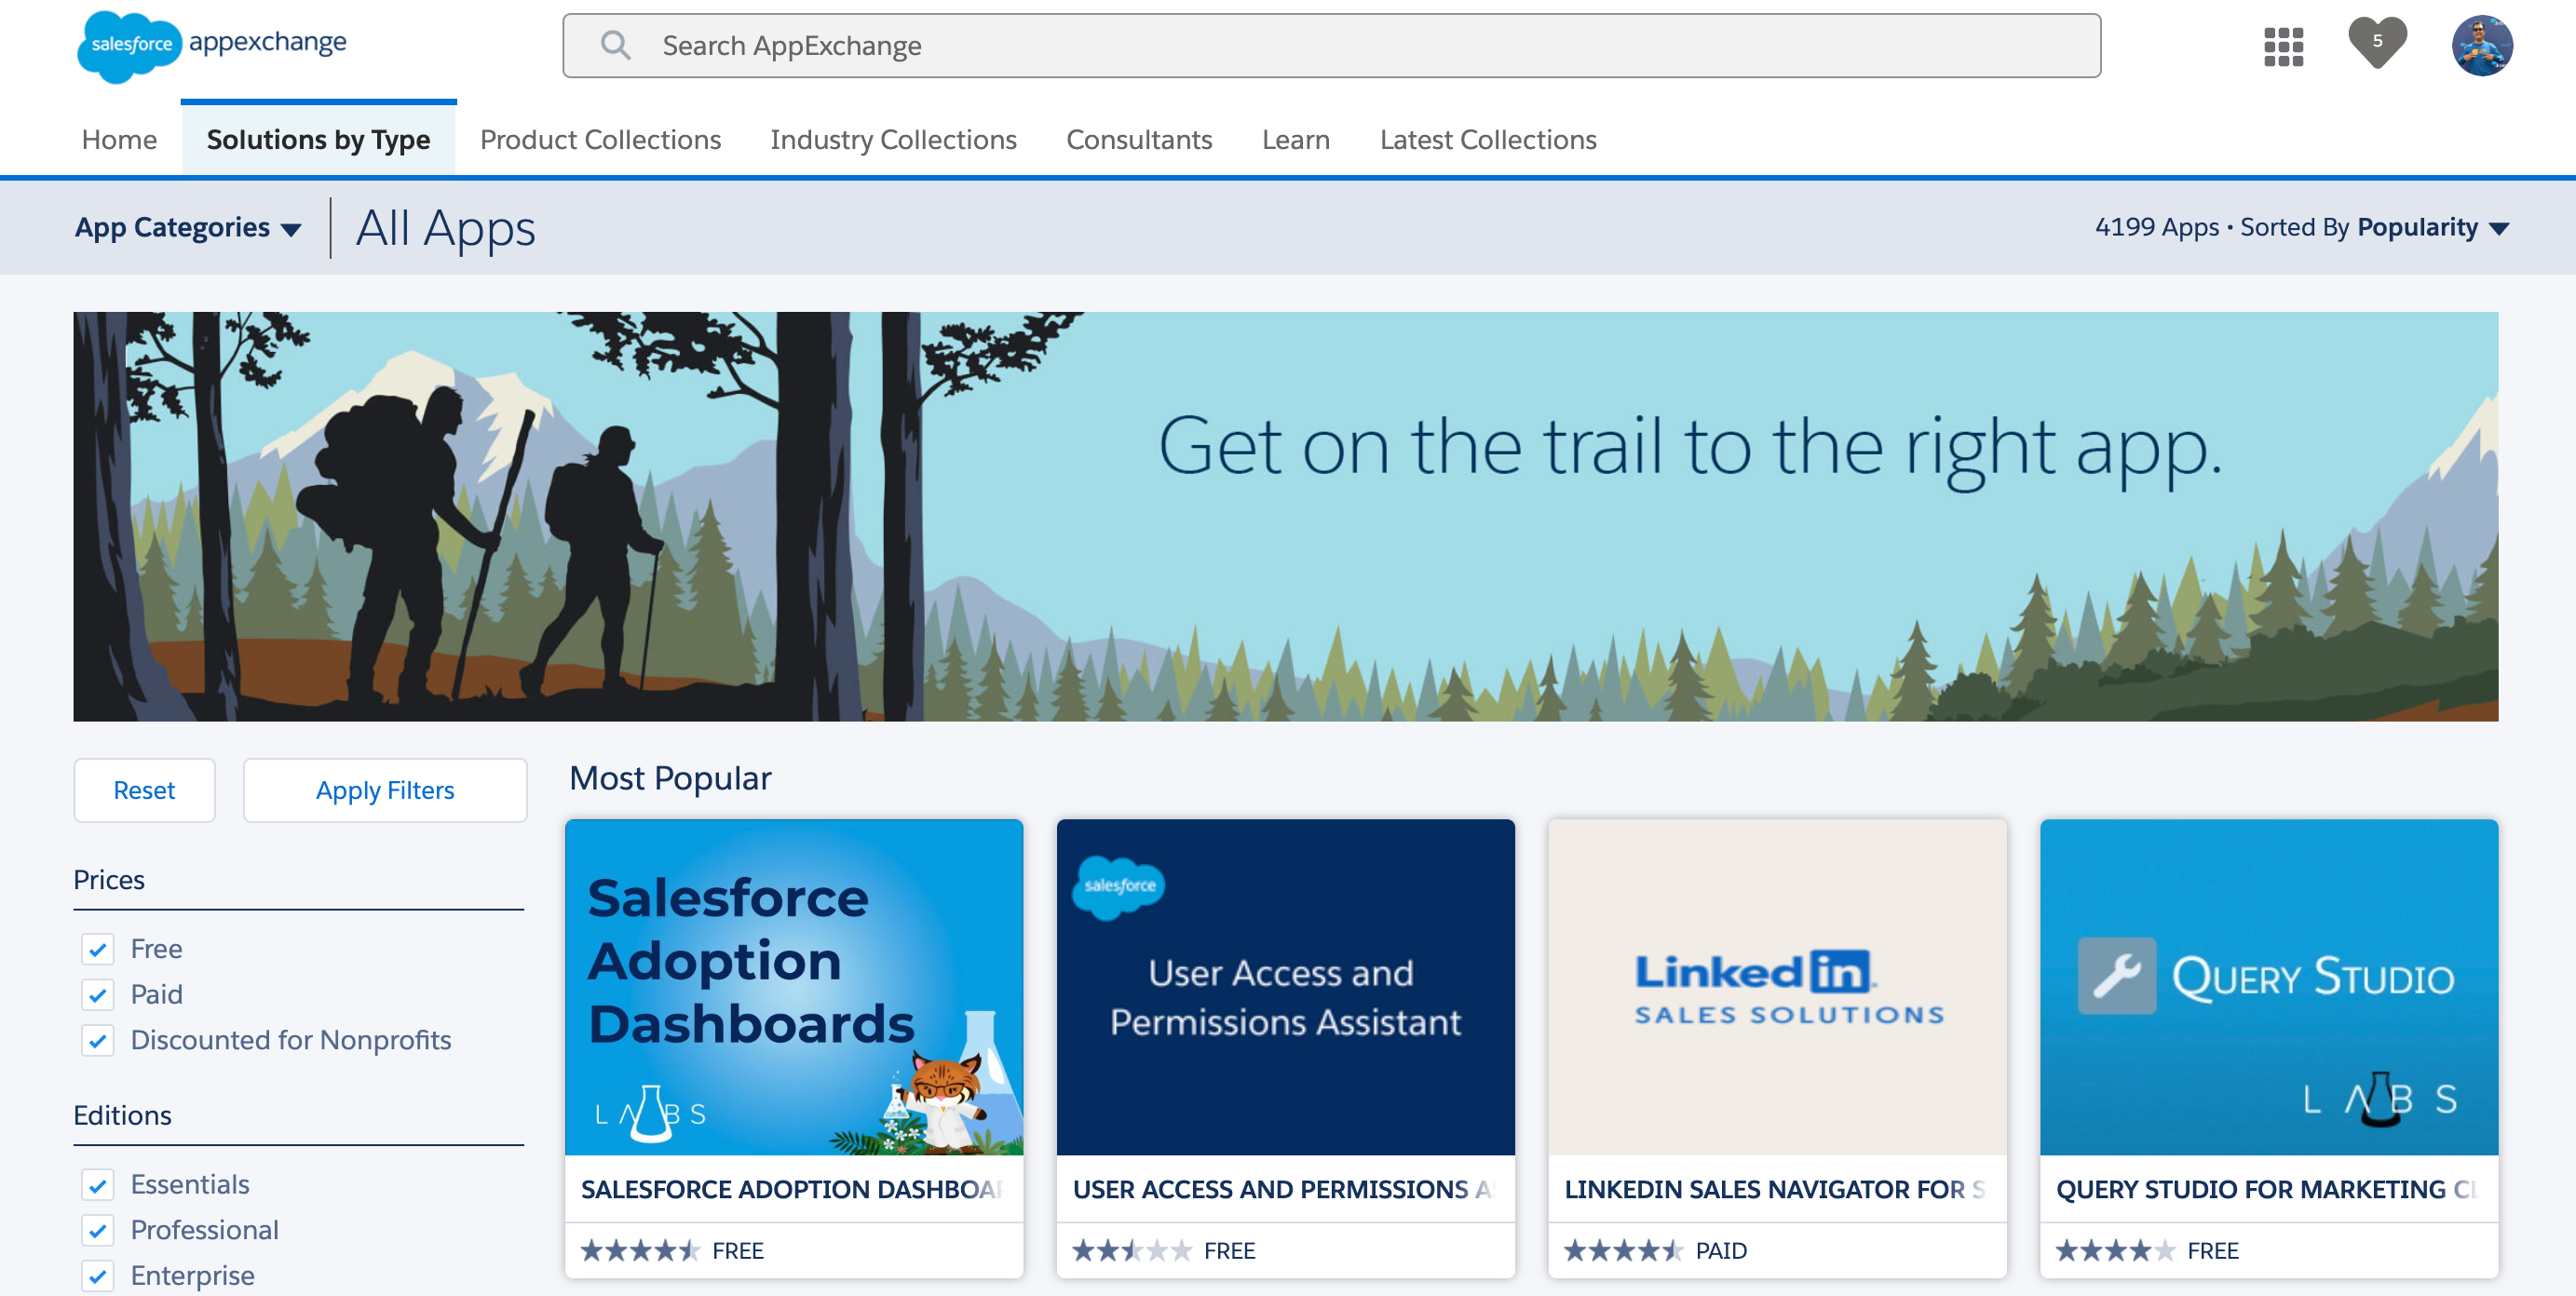 salesforce appexchange
Search AppExchange
5
Home Solutions by Type Product Collections Industry Collections Consultants Learn Latest Collections
App Categories All Apps 4199 Apps • Sorted By Popularity
Get on the trail to the right app.
Reset Apply Filters
Most Popular
Prices
Free
Paid
Discounted for Nonprofits
Editions
Essentials
Professional
Enterprise
Salesforce
Adoption
Dashboards
LABS
SALESFORCE ADOPTION DASHBOAR
FREE
salesforce
User Access and
Permissions Assistant
USER ACCESS AND PERMISSIONS AS
FREE
LinkedIn
SALES SOLUTIONS
LINKEDIN SALES NAVIGATOR FOR S
PAID
QUERY STUDIO
LABS
QUERY STUDIO FOR MARKETING CL
FREE